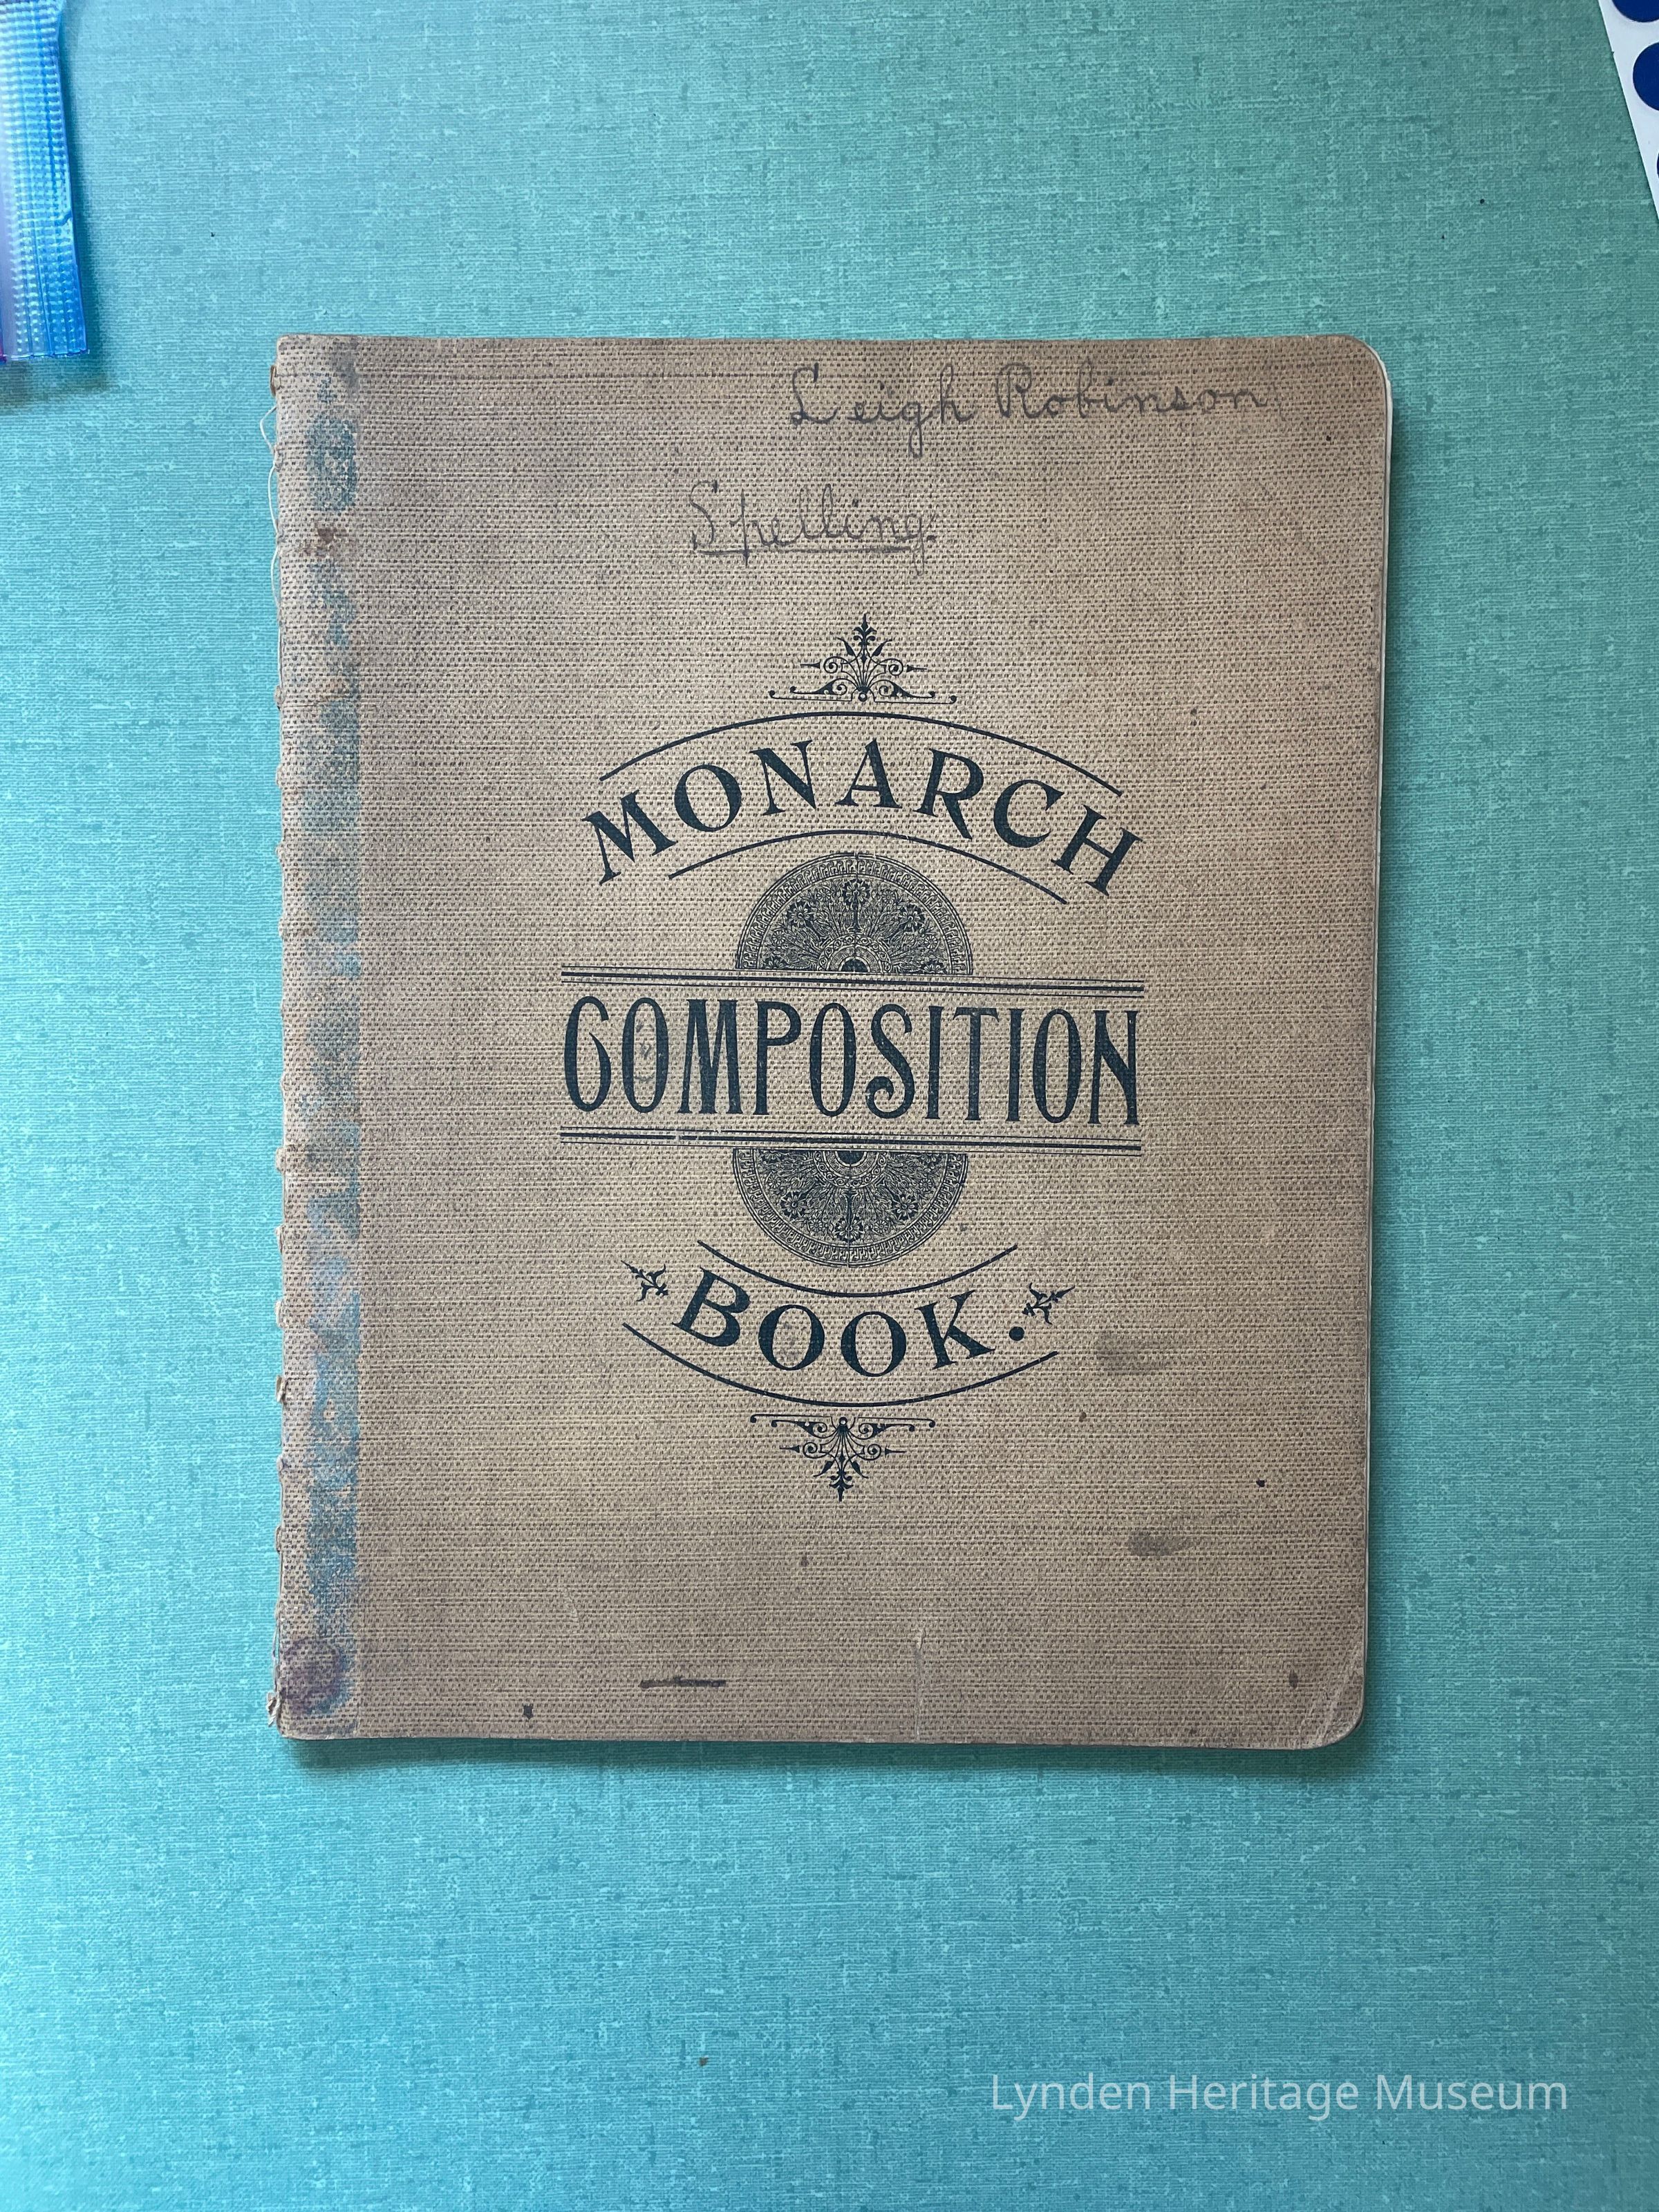 Leigh Robinson
Spelling.
MONARCH
COMPOSITION
BOOK.
Lynden Heritage Museum